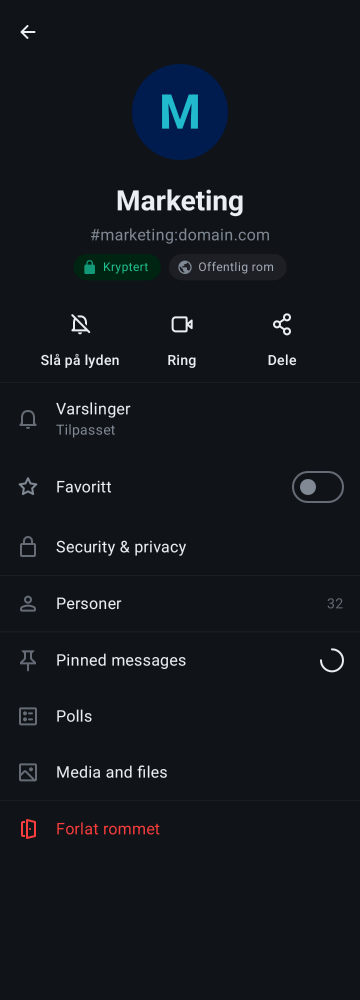 M
Marketing
#marketing:domain.com
Kryptert
Offentlig rom
Slå på lyden
Ring
Dele
Varslinger
Tilpasset
Favoritt
Security & privacy
Personer
32
Pinned messages
Polls
Media and files
Forlat rommet